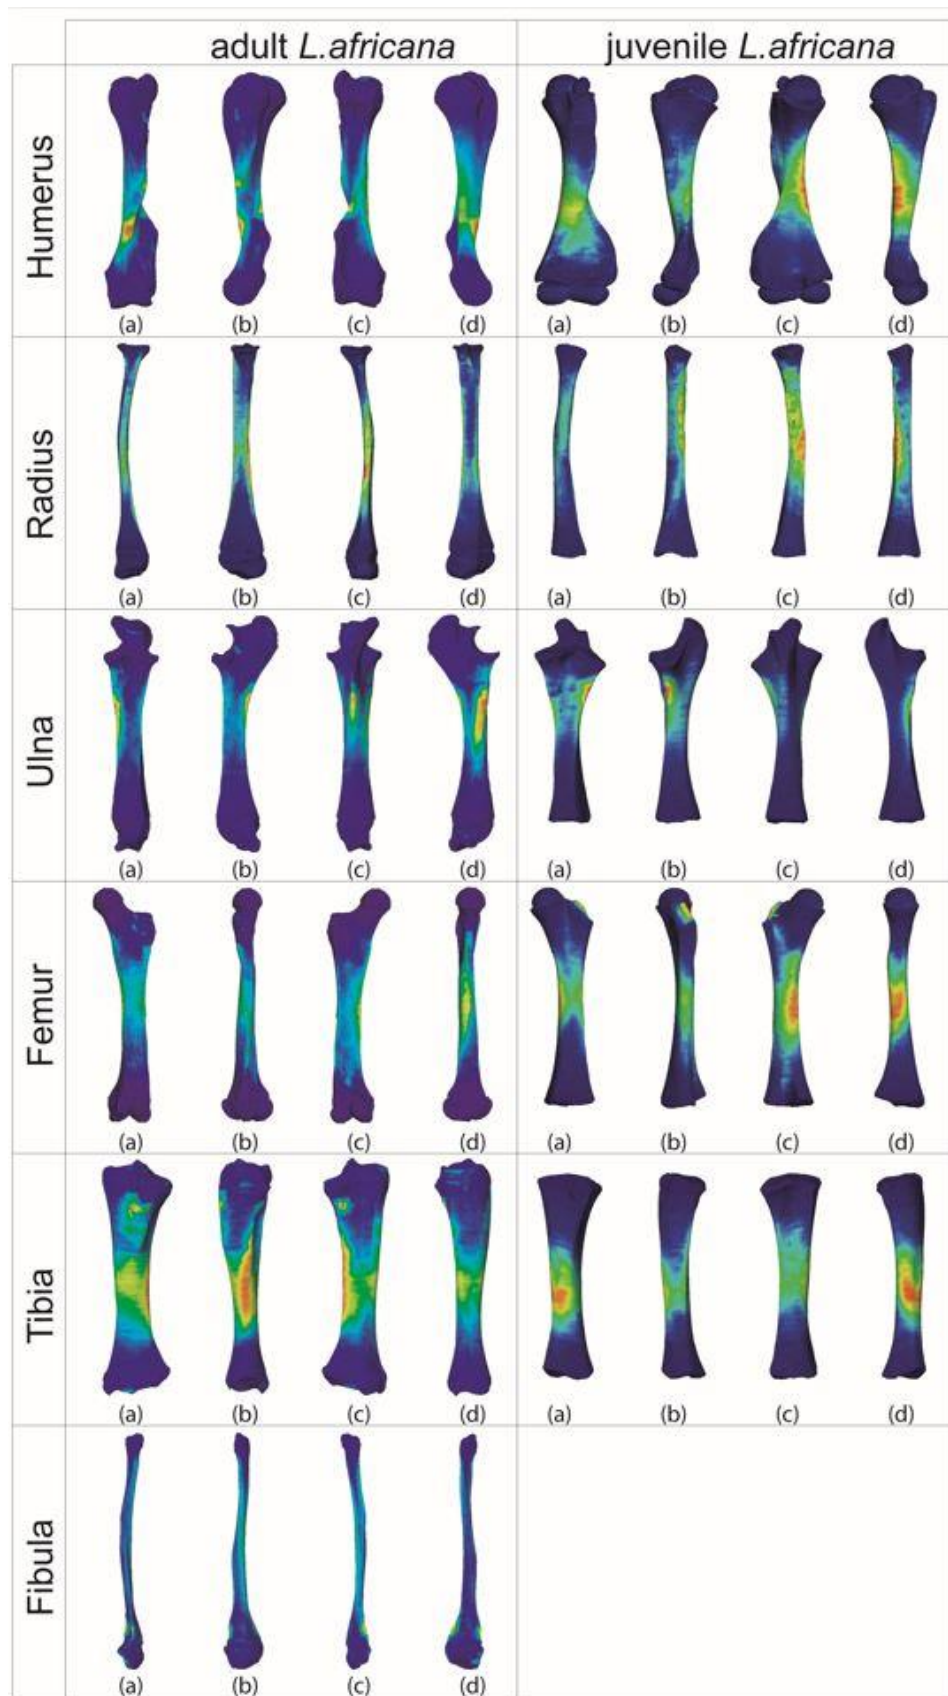 adult L.africana juvenile L.africana
Humerus
(a) (b) (c) (d) (a) (b) (c) (d)
Radius
(a) (b) (c) (d) (a) (b) (c) (d)
Ulna
(a) (b) (c) (d) (a) (b) (c) (d)
Femur
(a) (b) (c) (d) (a) (b) (c) (d)
Tibia
(a) (b) (c) (d) (a) (b) (c) (d)
Fibula
(a) (b) (c) (d)